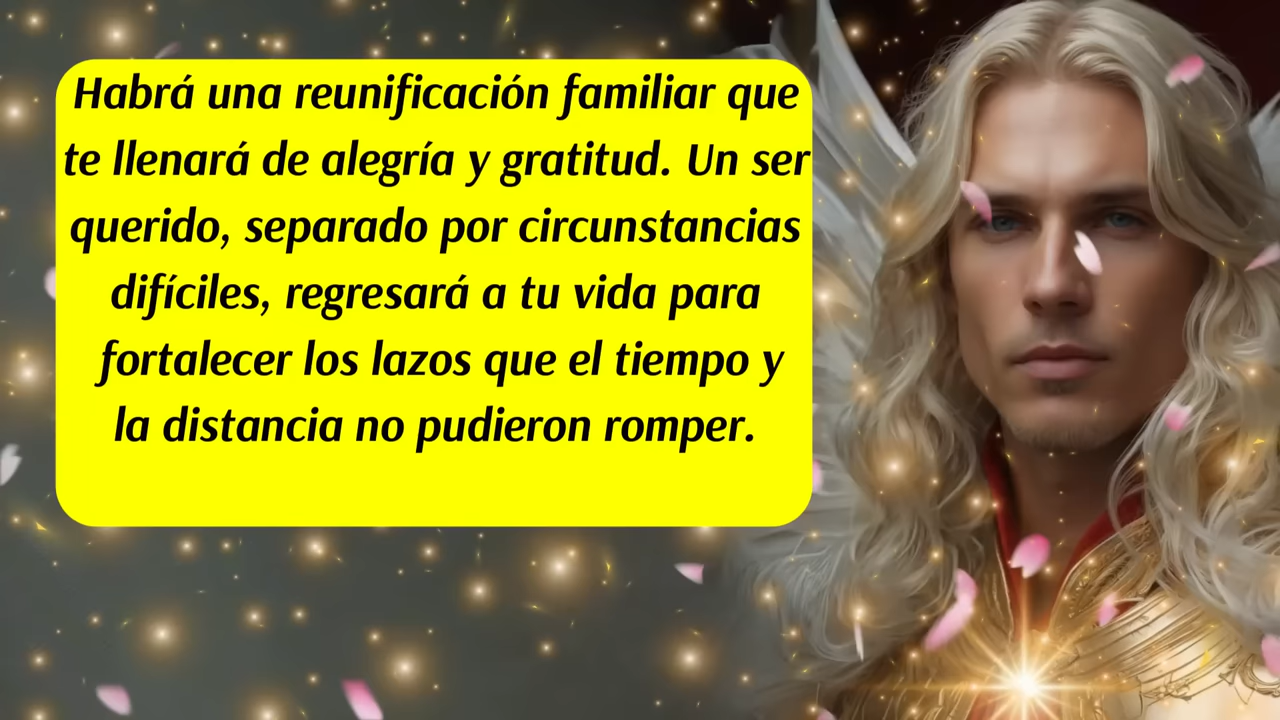 Habrá una reunificación familiar que
te llenará de alegría y gratitud. Un ser
querido, separado por circunstancias
difíciles, regresará a tu vida para
fortalecer los lazos que el tiempo y
la distancia no pudieron romper.